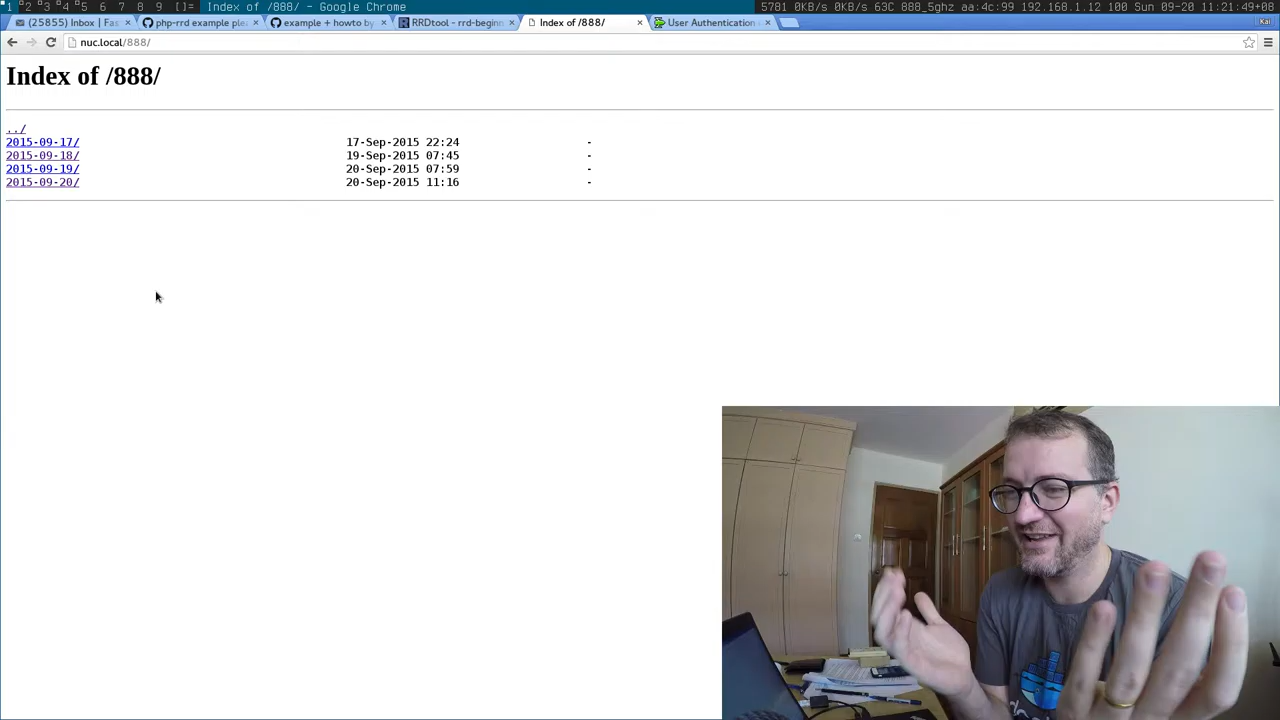 1 2 3 4 5 6 7 8 9 []= Index of /888/ - Google Chrome 5781 0KB/s 0KB/s 63C 888_5ghz aa:4c:99 192.168.1.12 100 Sun 09-20 11:21:49+08
(25855) Inbox | Fas php-rrd example plea example + howto by RRDtool - rrd-beginn Index of /888/ User Authentication Kai
nuc.local/888/
Index of /888/
../
2015-09-17/ 17-Sep-2015 22:24 -
2015-09-18/ 19-Sep-2015 07:45 -
2015-09-19/ 20-Sep-2015 07:59 -
2015-09-20/ 20-Sep-2015 11:16 -